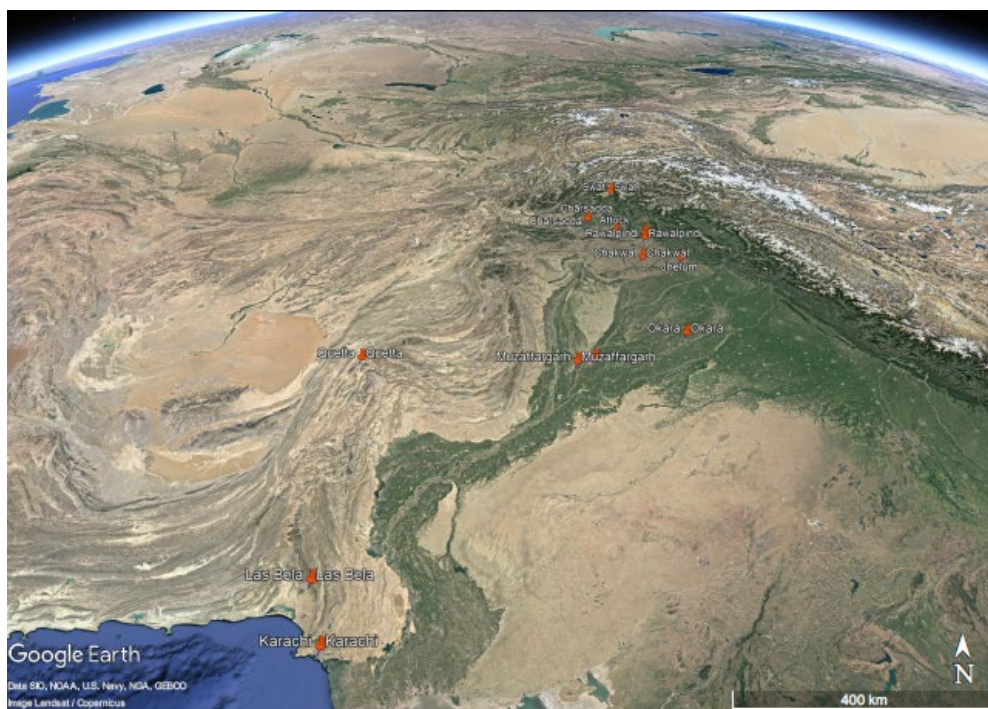 Swat Swat
Charsadda
Charsadda Attock
Rawalpindi Rawalpindi
Chakwal Chakwal
Jhelum
Okara Okara
Quetta Quetta
Muzaffargarh Muzaffargarh
Las Bela Las Bela
Karachi Karachi
Google Earth
N
Data SIO, NOAA, U.S. Navy, NGA, GEBCO
Image Landsat / Copernicus
400 km